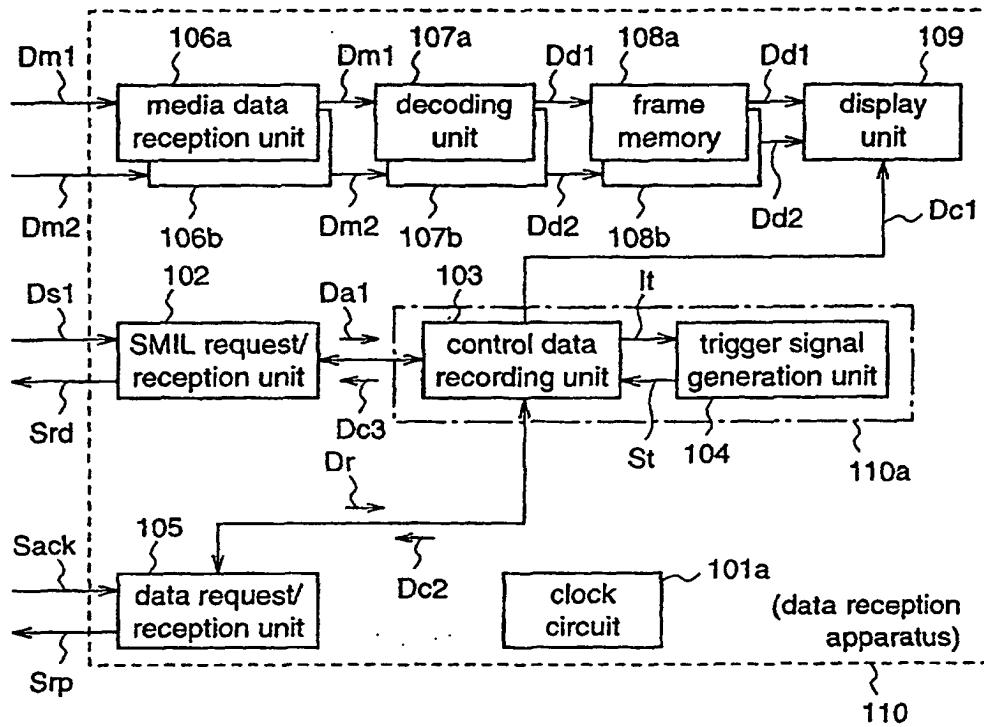 106a
107a
108a
109
Dm1
Dm1
Dd1
Dd1
media data
reception unit
decoding
unit
frame
memory
display
unit
Dm2
106b
Dm2
107b
Dd2
108b
Dd2
Dc1
102
103
Ds1
Da1
It
SMIL request/
reception unit
control data
recording unit
trigger signal
generation unit
Srd
Dc3
St
104
110a
Dr
105
Sack
Dc2
101a
data request/
reception unit
clock
circuit
(data reception
apparatus)
Srp
110